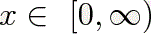 x ∈ [0, ∞)